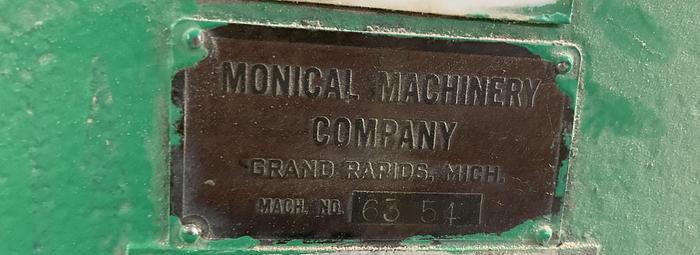 MONICAL MACHINERY
COMPANY
GRAND RAPIDS, MICH.
MACH. NO. 63 54